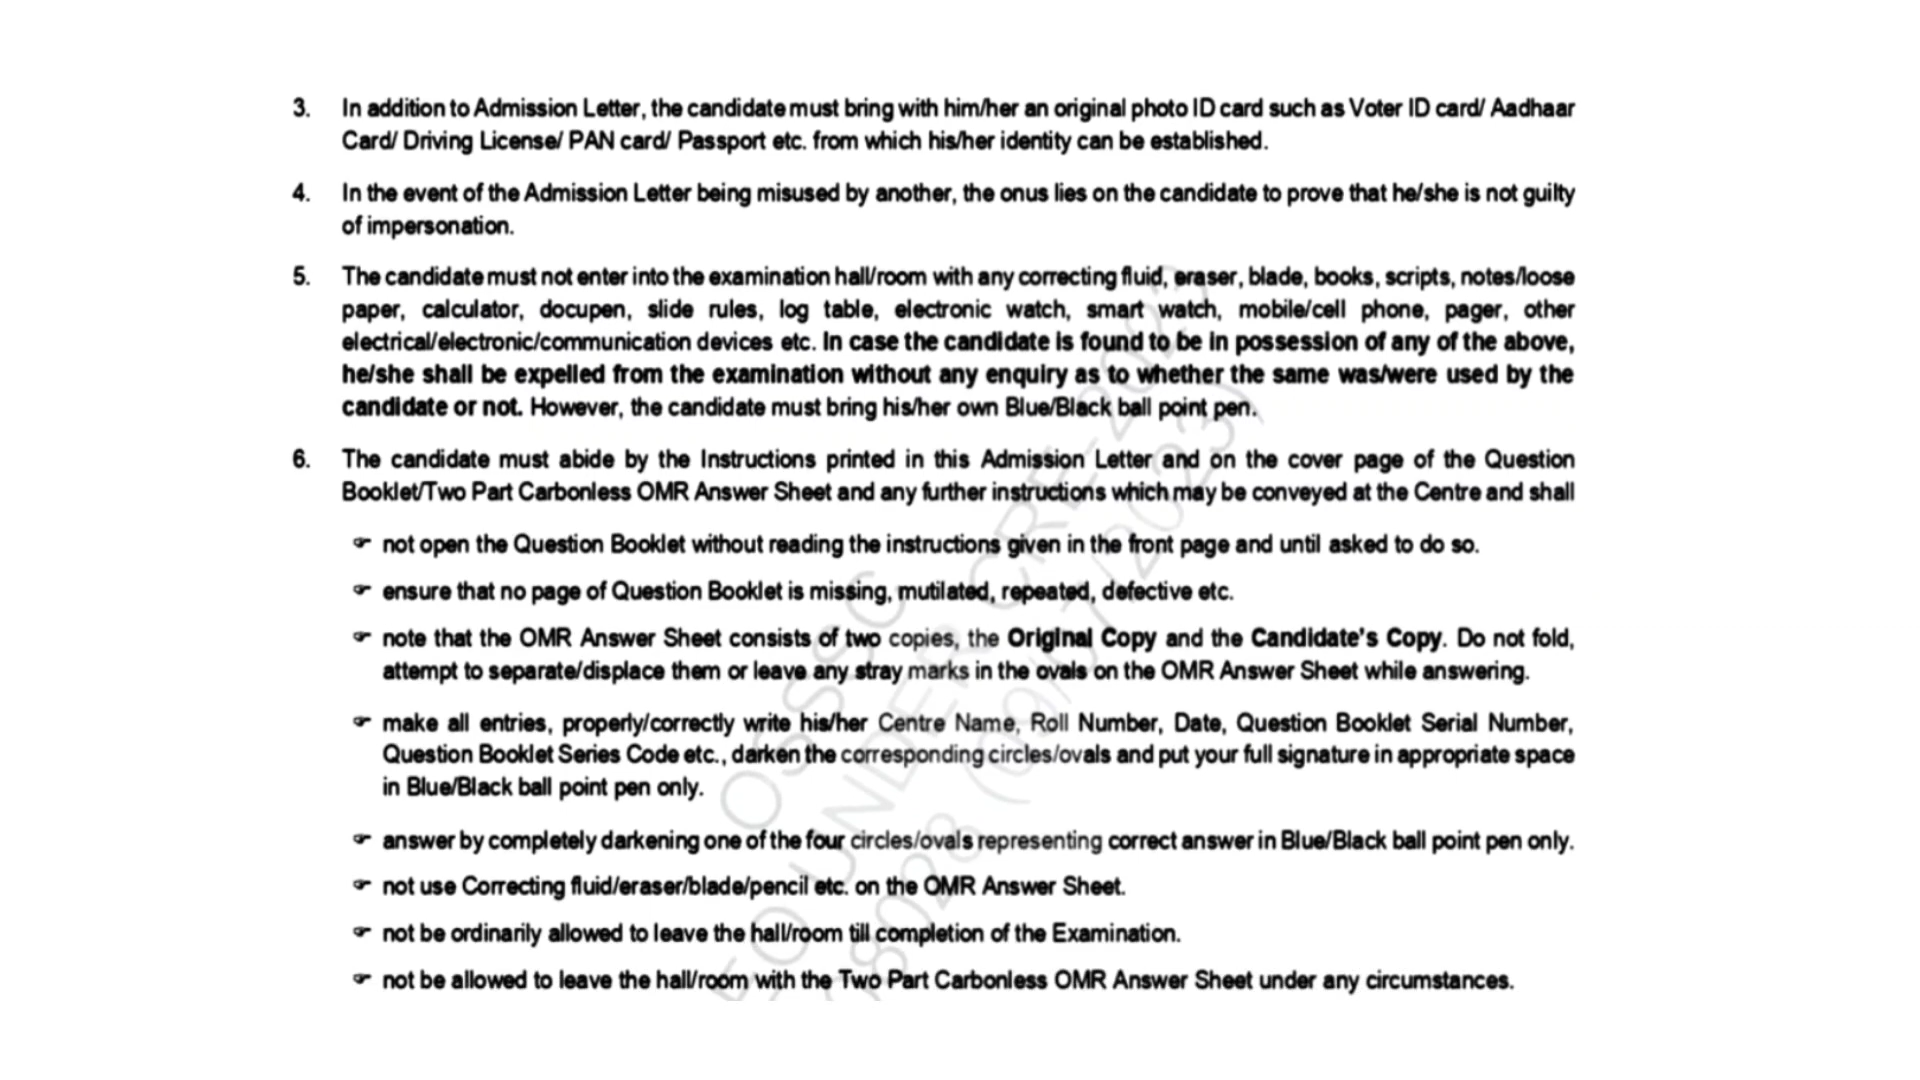 3. In addition to Admission Letter, the candidate must bring with him/her an original photo ID card such as Voter ID card/ Aadhaar
Card/ Driving License/ PAN card/ Passport etc. from which his/her identity can be established.
4. In the event of the Admission Letter being misused by another, the onus lies on the candidate to prove that he/she is not guilty
of impersonation.
5. The candidate must not enter into the examination hall/room with any correcting fluid, eraser, blade, books, scripts, notes/loose
paper, calculator, docupen, slide rules, log table, electronic watch, smart watch, mobile/cell phone, pager, other
electrical/electronic/communication devices etc. In case the candidate is found to be in possession of any of the above,
he/she shall be expelled from the examination without any enquiry as to whether the same was/were used by the
candidate or not. However, the candidate must bring his/her own Blue/Black ball point pen.
6. The candidate must abide by the Instructions printed in this Admission Letter and on the cover page of the Question
Booklet/Two Part Carbonless OMR Answer Sheet and any further instructions which may be conveyed at the Centre and shall
☞ not open the Question Booklet without reading the instructions given in the front page and until asked to do so.
☞ ensure that no page of Question Booklet is missing, mutilated, repeated, defective etc.
☞ note that the OMR Answer Sheet consists of two copies, the Original Copy and the Candidate's Copy. Do not fold,
attempt to separate/displace them or leave any stray marks in the ovals on the OMR Answer Sheet while answering.
☞ make all entries, properly/correctly write his/her Centre Name, Roll Number, Date, Question Booklet Serial Number,
Question Booklet Series Code etc., darken the corresponding circles/ovals and put your full signature in appropriate space
in Blue/Black ball point pen only.
☞ answer by completely darkening one of the four circles/ovals representing correct answer in Blue/Black ball point pen only.
☞ not use Correcting fluid/eraser/blade/pencil etc. on the OMR Answer Sheet.
☞ not be ordinarily allowed to leave the hall/room till completion of the Examination.
☞ not be allowed to leave the hall/room with the Two Part Carbonless OMR Answer Sheet under any circumstances.
OSSSC
EO UNDER CRE-2022
08028 (09/07/2023)